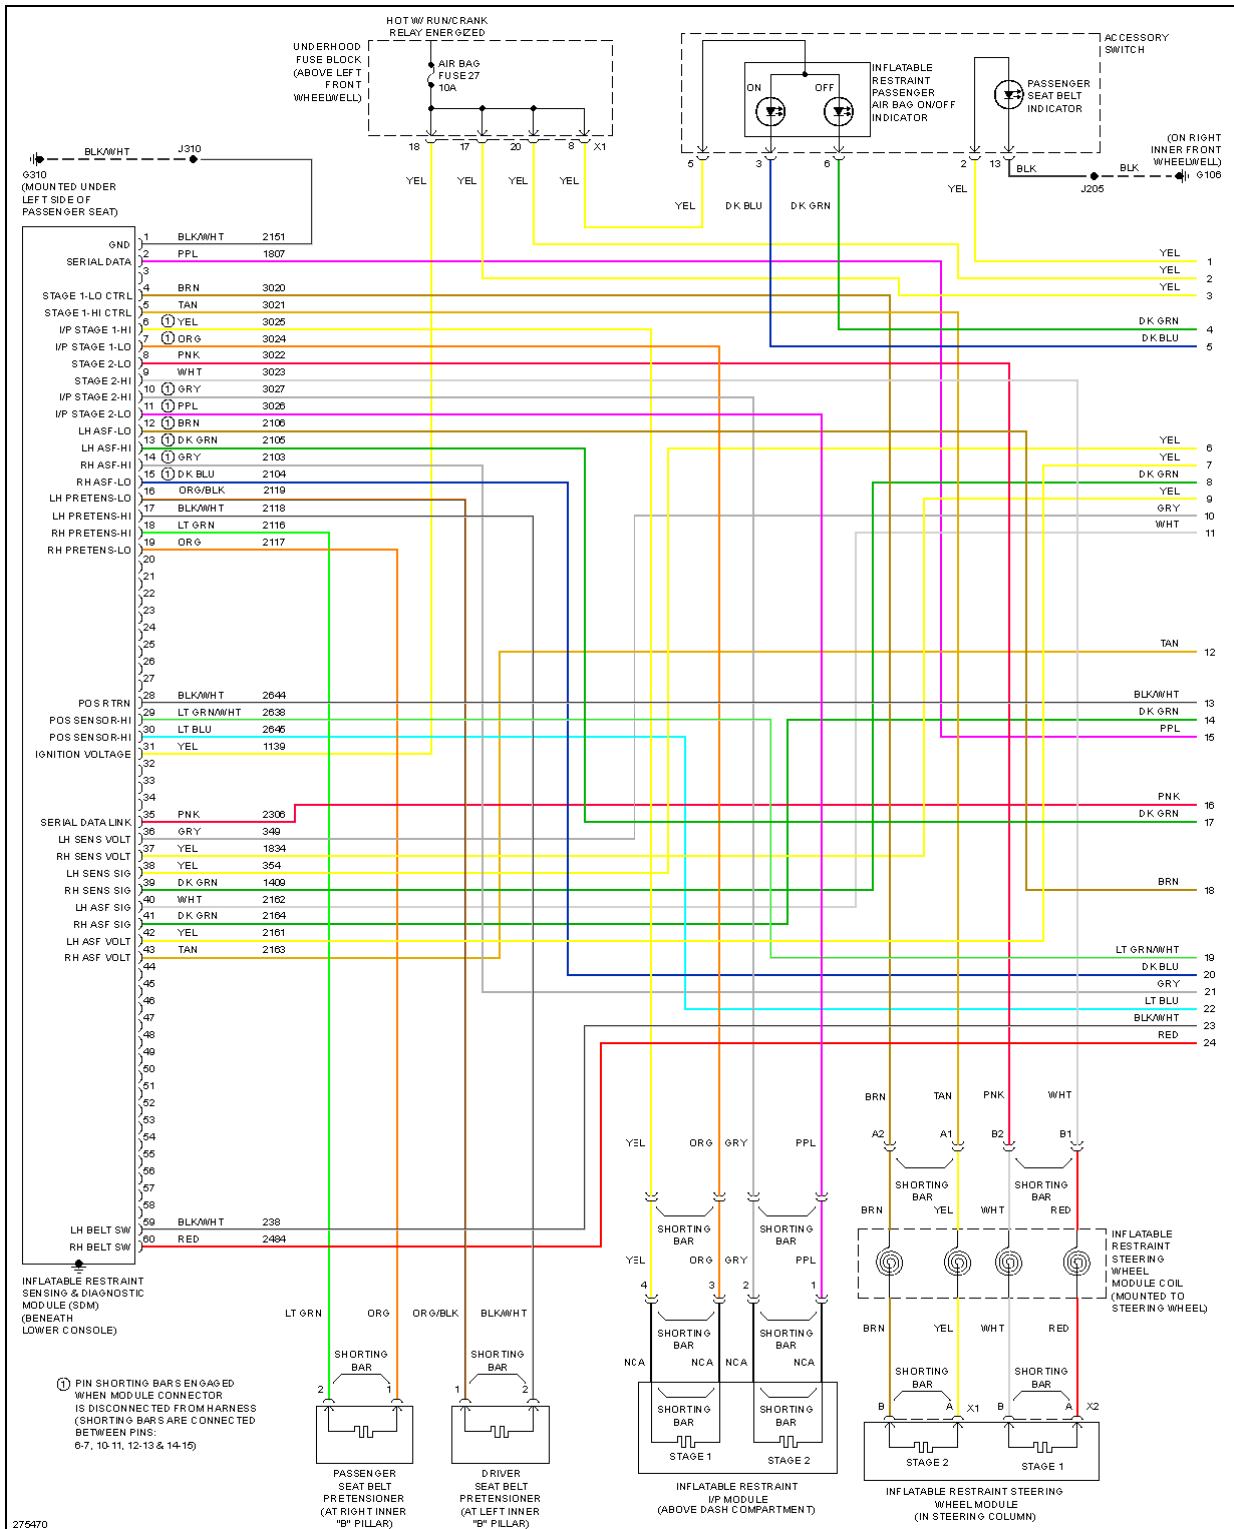 HOT W/ RUN/CRANK
RELAY ENERGIZED
UNDERHOOD
FUSE BLOCK
(ABOVE LEFT
FRONT
WHEELWELL)
AIR BAG
FUSE 27
10A
18
17
20
8
X1
ACCESSORY
SWITCH
INFLATABLE
RESTRAINT
PASSENGER
AIR BAG ON/OFF
INDICATOR
ON
OFF
PASSENGER
SEAT BELT
INDICATOR
5
3
6
2
13
(ON RIGHT
INNER FRONT
WHEELWELL)
BLK
BLK
J205
G106
BLK/WHT
J310
G310
(MOUNTED UNDER
LEFT SIDE OF
PASSENGER SEAT)
YEL
YEL
YEL
YEL
YEL
DK BLU
DK GRN
YEL
GND 1 BLK/WHT 2151
SERIAL DATA 2 PPL 1807
3
STAGE 1-LO CTRL 4 BRN 3020
STAGE 1-HI CTRL 5 TAN 3021
I/P STAGE 1-HI 6 1 YEL 3025
I/P STAGE 1-LO 7 1 ORG 3024
STAGE 2-LO 8 PNK 3022
STAGE 2-HI 9 WHT 3023
I/P STAGE 2-HI 10 1 GRY 3027
I/P STAGE 2-LO 11 1 PPL 3026
LH ASF-LO 12 1 BRN 2106
LH ASF-HI 13 1 DK GRN 2105
RH ASF-HI 14 1 GRY 2103
RH ASF-LO 15 1 DK BLU 2104
LH PRETENS-LO 16 ORG/BLK 2119
LH PRETENS-HI 17 BLK/WHT 2118
RH PRETENS-HI 18 LT GRN 2116
RH PRETENS-LO 19 ORG 2117
20
21
22
23
24
25
26
27
POS RTRN 28 BLK/WHT 2644
POS SENSOR-HI 29 LT GRN/WHT 2638
POS SENSOR-HI 30 LT BLU 2645
IGNITION VOLTAGE 31 YEL 1139
32
33
34
SERIAL DATA LINK 35 PNK 2306
LH SENS VOLT 36 GRY 349
RH SENS VOLT 37 YEL 1834
LH SENS SIG 38 YEL 354
RH SENS SIG 39 DK GRN 1409
LH ASF SIG 40 WHT 2162
RH ASF SIG 41 DK GRN 2164
LH ASF VOLT 42 YEL 2161
RH ASF VOLT 43 TAN 2163
44
45
46
47
48
49
50
51
52
53
54
55
56
57
58
LH BELT SW 59 BLK/WHT 238
RH BELT SW 60 RED 2484
INFLATABLE RESTRAINT
SENSING & DIAGNOSTIC
MODULE (SDM)
(BENEATH
LOWER CONSOLE)
YEL 1
YEL 2
YEL 3
DK GRN 4
DK BLU 5
YEL 6
YEL 7
DK GRN 8
YEL 9
GRY 10
WHT 11
TAN 12
BLK/WHT 13
DK GRN 14
PPL 15
PNK 16
DK GRN 17
BRN 18
LT GRN/WHT 19
DK BLU 20
GRY 21
LT BLU 22
BLK/WHT 23
RED 24
BRN TAN PNK WHT
A2 A1 B2 B1
SHORTING
BAR
SHORTING
BAR
BRN YEL WHT RED
INFLATABLE
RESTRAINT
STEERING
WHEEL
MODULE COIL
(MOUNTED TO
STEERING WHEEL)
BRN YEL WHT RED
SHORTING
BAR
SHORTING
BAR
B A X1 B A X2
STAGE 2
STAGE 1
INFLATABLE RESTRAINT STEERING
WHEEL MODULE
(IN STEERING COLUMN)
YEL ORG GRY PPL
SHORTING
BAR
SHORTING
BAR
YEL ORG GRY PPL
4 3 2 1
SHORTING
BAR
SHORTING
BAR
NCA NCA NCA NCA
SHORTING
BAR
SHORTING
BAR
STAGE 1
STAGE 2
INFLATABLE RESTRAINT
I/P MODULE
(ABOVE DASH COMPARTMENT)
LT GRN ORG ORG/BLK BLK/WHT
SHORTING
BAR
SHORTING
BAR
2 1 1 2
PASSENGER
SEAT BELT
PRETENSIONER
(AT RIGHT INNER
"B" PILLAR)
DRIVER
SEAT BELT
PRETENSIONER
(AT LEFT INNER
"B" PILLAR)
1 PIN SHORTING BARS ENGAGED
WHEN MODULE CONNECTOR
IS DISCONNECTED FROM HARNESS
(SHORTING BARS ARE CONNECTED
BETWEEN PINS:
6-7, 10-11, 12-13 & 14-15)
275470